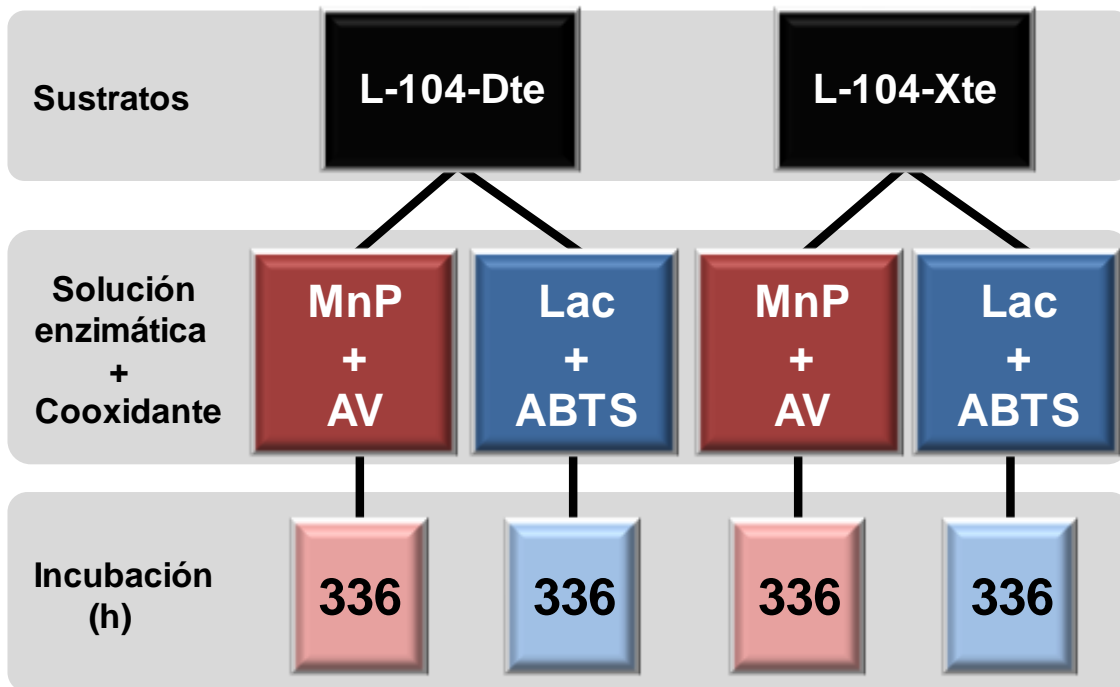 Sustratos
L-104-Dte
L-104-Xte
Solución
enzimática
+
Cooxidante
MnP
+
AV
Lac
+
ABTS
MnP
+
AV
Lac
+
ABTS
Incubación
(h)
336
336
336
336